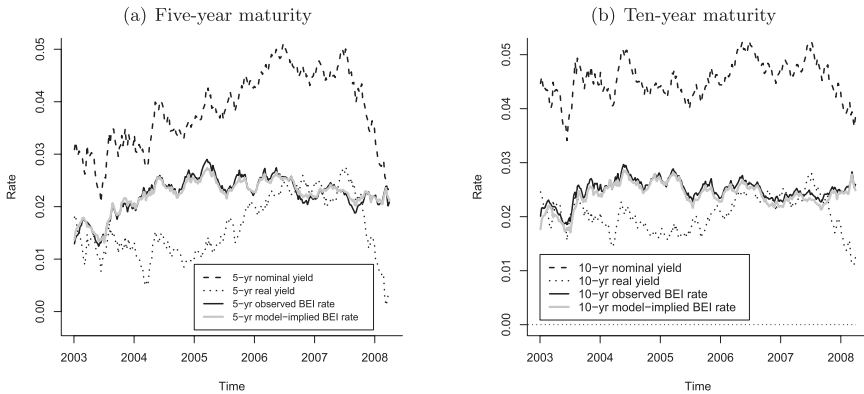 (a) Five-year maturity
0.05
0.04
0.03
0.02
0.01
0.00
Rate
5−yr nominal yield
5−yr real yield
5−yr observed BEI rate
5−yr model−implied BEI rate
2003 2004 2005 2006 2007 2008
Time
(b) Ten-year maturity
0.05
0.04
0.03
0.02
0.01
0.00
Rate
10−yr nominal yield
10−yr real yield
10−yr observed BEI rate
10−yr model−implied BEI rate
2003 2004 2005 2006 2007 2008
Time